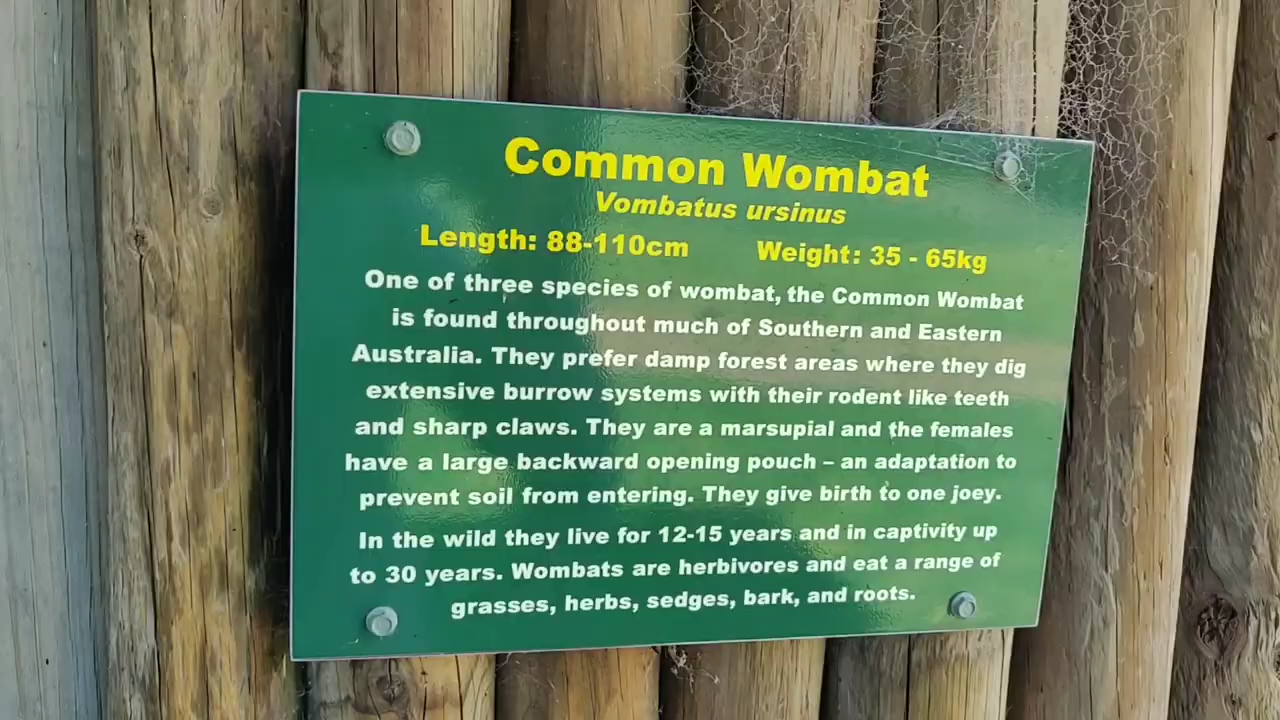 Common Wombat
Vombatus ursinus
Length: 88-110cm Weight: 35 - 65kg
One of three species of wombat, the Common Wombat
is found throughout much of Southern and Eastern
Australia. They prefer damp forest areas where they dig
extensive burrow systems with their rodent like teeth
and sharp claws. They are a marsupial and the females
have a large backward opening pouch – an adaptation to
prevent soil from entering. They give birth to one joey.
In the wild they live for 12-15 years and in captivity up
to 30 years. Wombats are herbivores and eat a range of
grasses, herbs, sedges, bark, and roots.